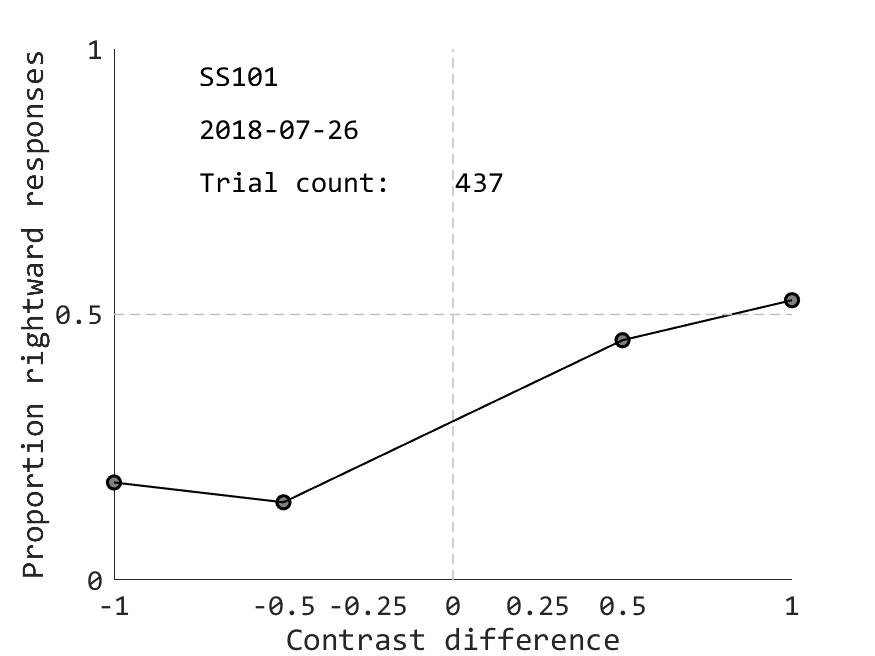 SS101
2018-07-26
Trial count: 437
Proportion rightward responses
1
0.5
0
-1 -0.5 -0.25 0 0.25 0.5 1
Contrast difference